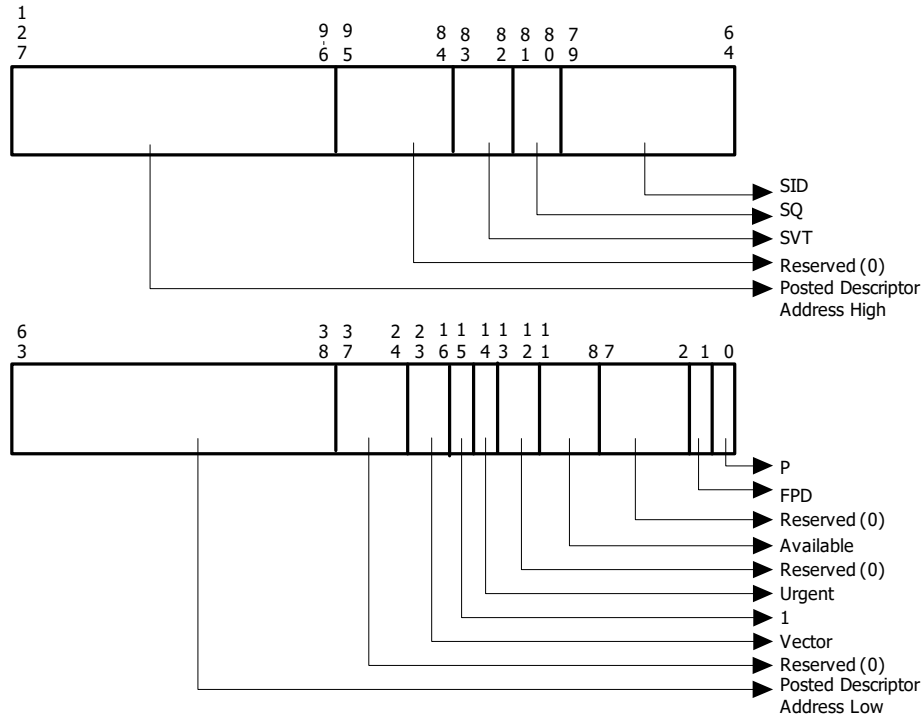 1
2 9 9 8 8 8 8 8 7 6
7 6 5 4 3 2 1 0 9 4
SID
SQ
SVT
Reserved (0)
Posted Descriptor
Address High
6 3 3 2 2 1 1 1 1 1 1
3 8 7 4 3 6 5 4 3 2 1 8 7 2 1 0
P
FPD
Reserved (0)
Available
Reserved (0)
Urgent
1
Vector
Reserved (0)
Posted Descriptor
Address Low